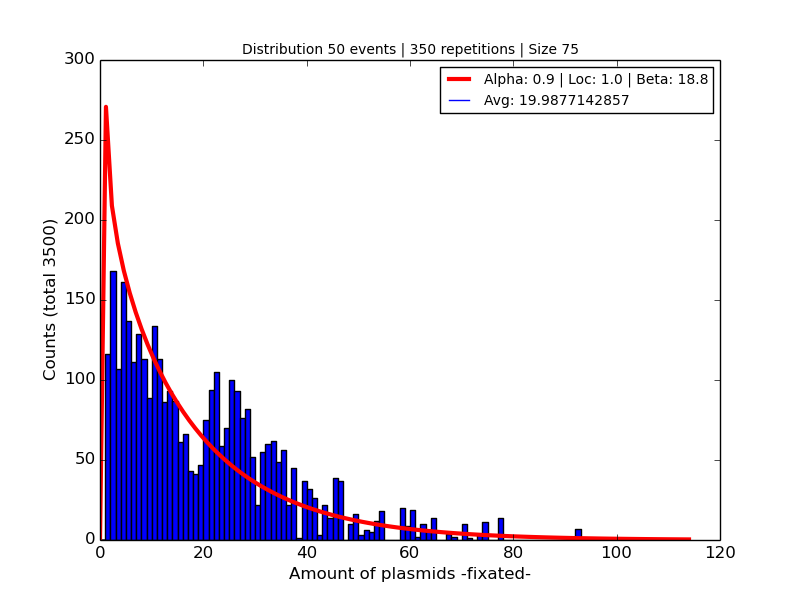 Distribution 50 events | 350 repetitions | Size 75
Alpha: 0.9 | Loc: 1.0 | Beta: 18.8
Avg: 19.9877142857
300
250
200
150
100
50
0
Counts (total 3500)
0 20 40 60 80 100 120
Amount of plasmids -fixated-